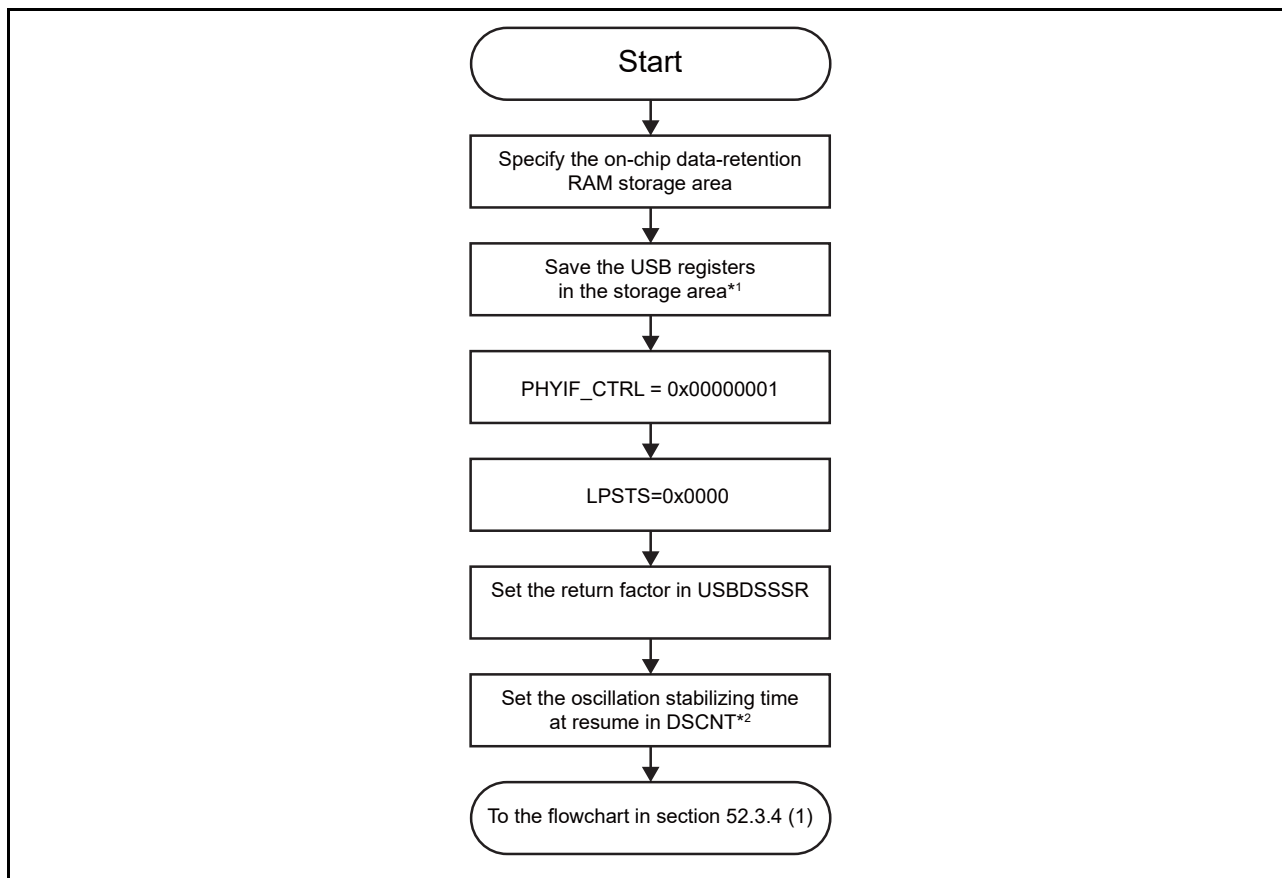 Start
Specify the on-chip data-retention
RAM storage area
Save the USB registers
in the storage area*1
PHYIF_CTRL = 0x00000001
LPSTS=0x0000
Set the return factor in USBDSSSR
Set the oscillation stabilizing time
at resume in DSCNT*2
To the flowchart in section 52.3.4 (1)